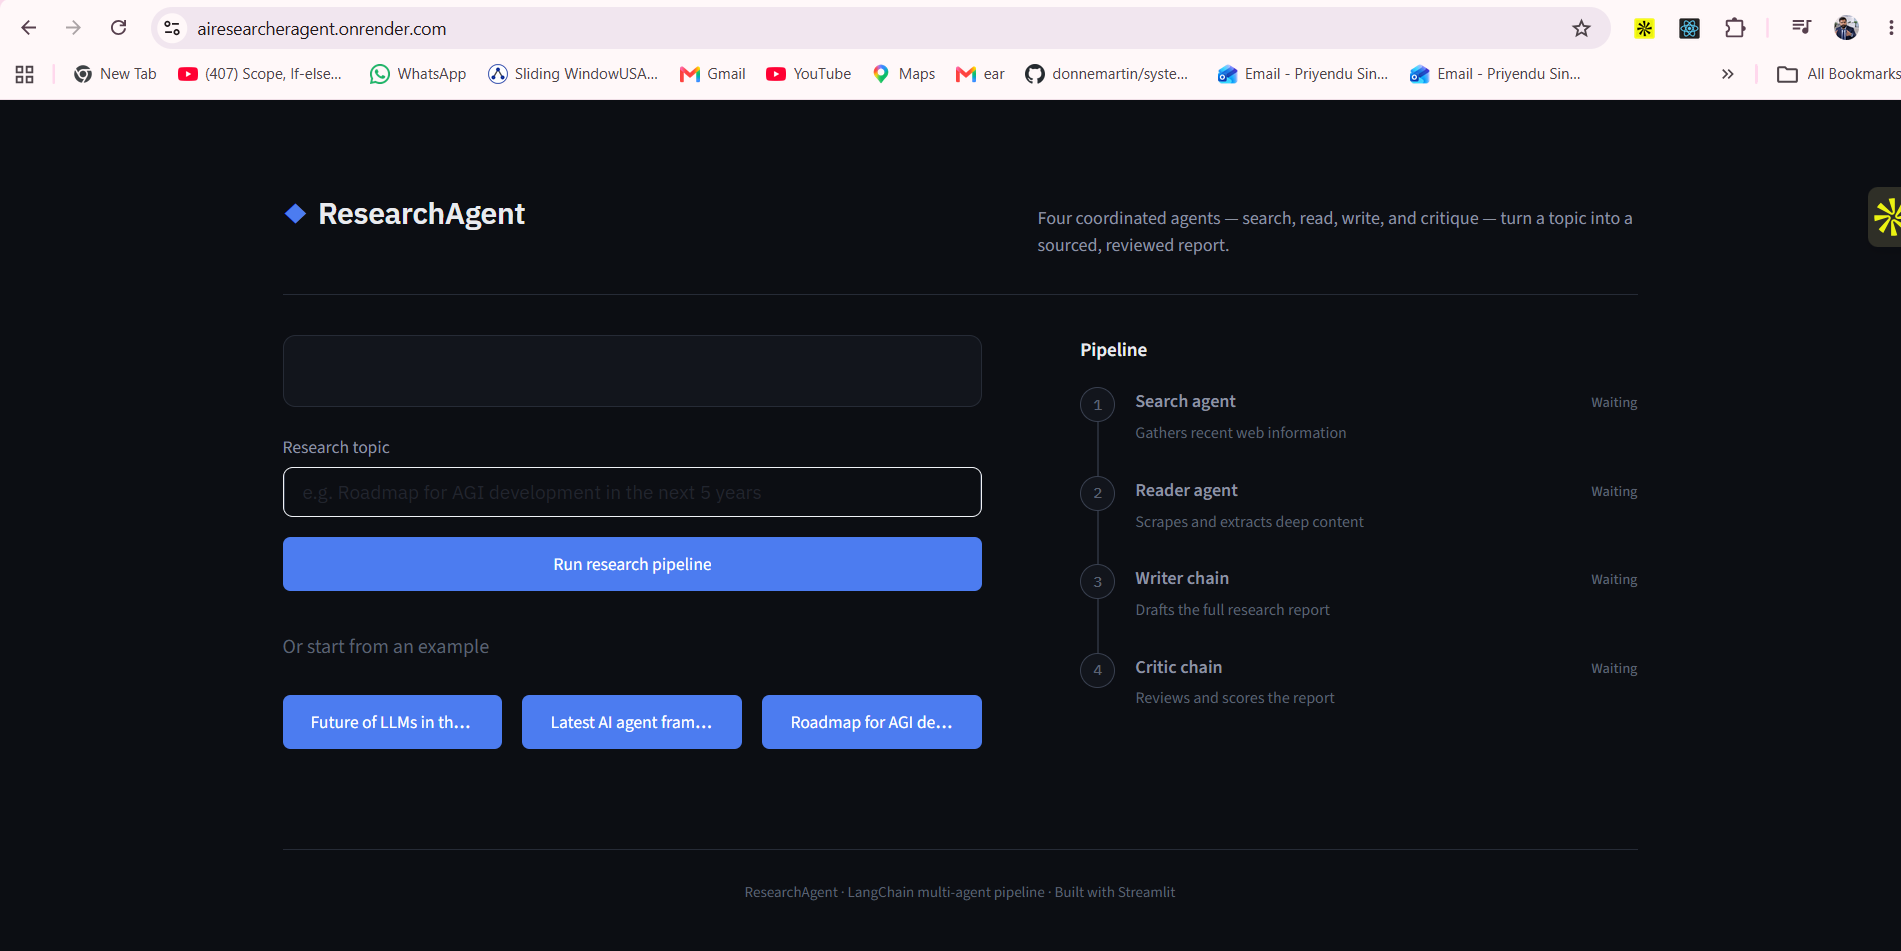 airesearcheragent.onrender.com
New Tab
(407) Scope, If-else...
WhatsApp
Sliding WindowUSA...
Gmail
YouTube
Maps
ear
donnemartin/syste...
Email - Priyendu Sin...
Email - Priyendu Sin...
All Bookmarks
ResearchAgent
Four coordinated agents — search, read, write, and critique — turn a topic into a
sourced, reviewed report.
Research topic
e.g. Roadmap for AGI development in the next 5 years
Run research pipeline
Or start from an example
Future of LLMs in th...
Latest AI agent fram...
Roadmap for AGI de...
Pipeline
1
Search agent
Waiting
Gathers recent web information
2
Reader agent
Waiting
Scrapes and extracts deep content
3
Writer chain
Waiting
Drafts the full research report
4
Critic chain
Waiting
Reviews and scores the report
ResearchAgent · LangChain multi-agent pipeline · Built with Streamlit